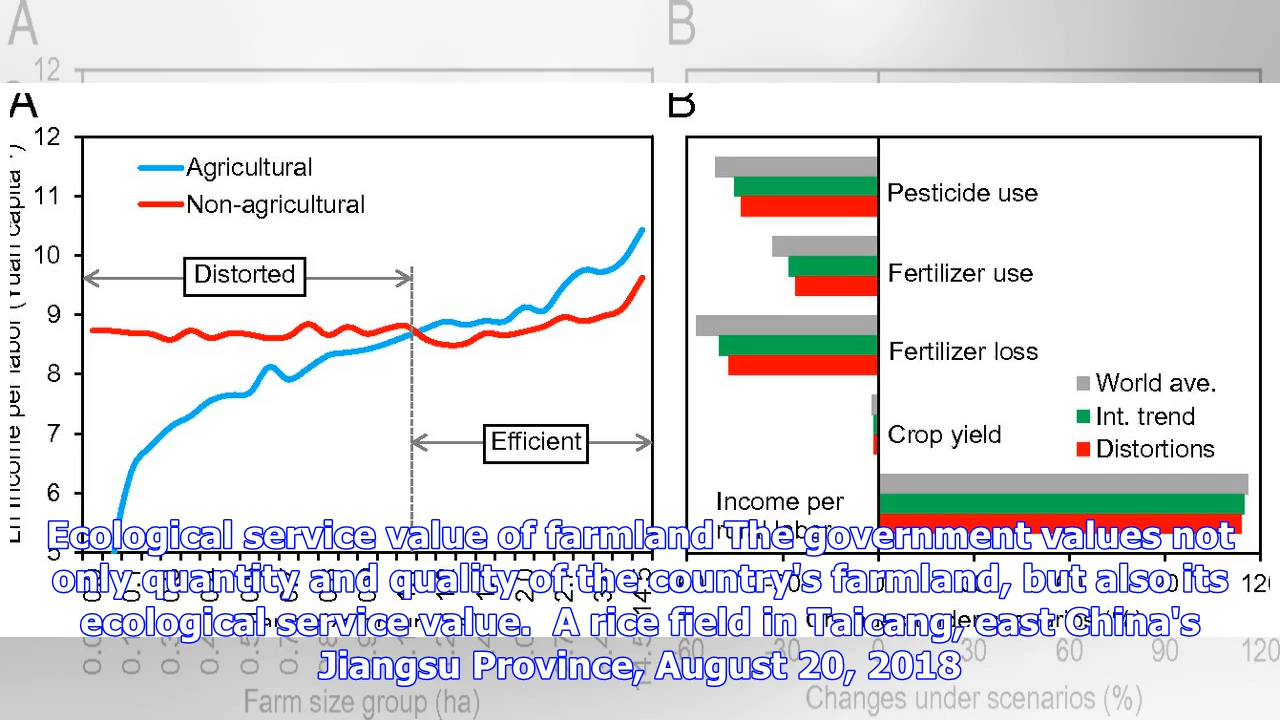 A
B
12
A
B
12
11
10
9
8
7
6
5
Agricultural
Non-agricultural
Distorted
Efficient
Pesticide use
Fertilizer use
Fertilizer loss
Crop yield
World ave.
Int. trend
Distortions
Income per
Ecological service value of farmland The government values not
only quantity and quality of the country's farmland, but also its
ecological service value. A rice field in Taicang, east China's
Jiangsu Province, August 20, 2018
30 60 90 120
Farm size group (ha)
Changes under scenarios (%)